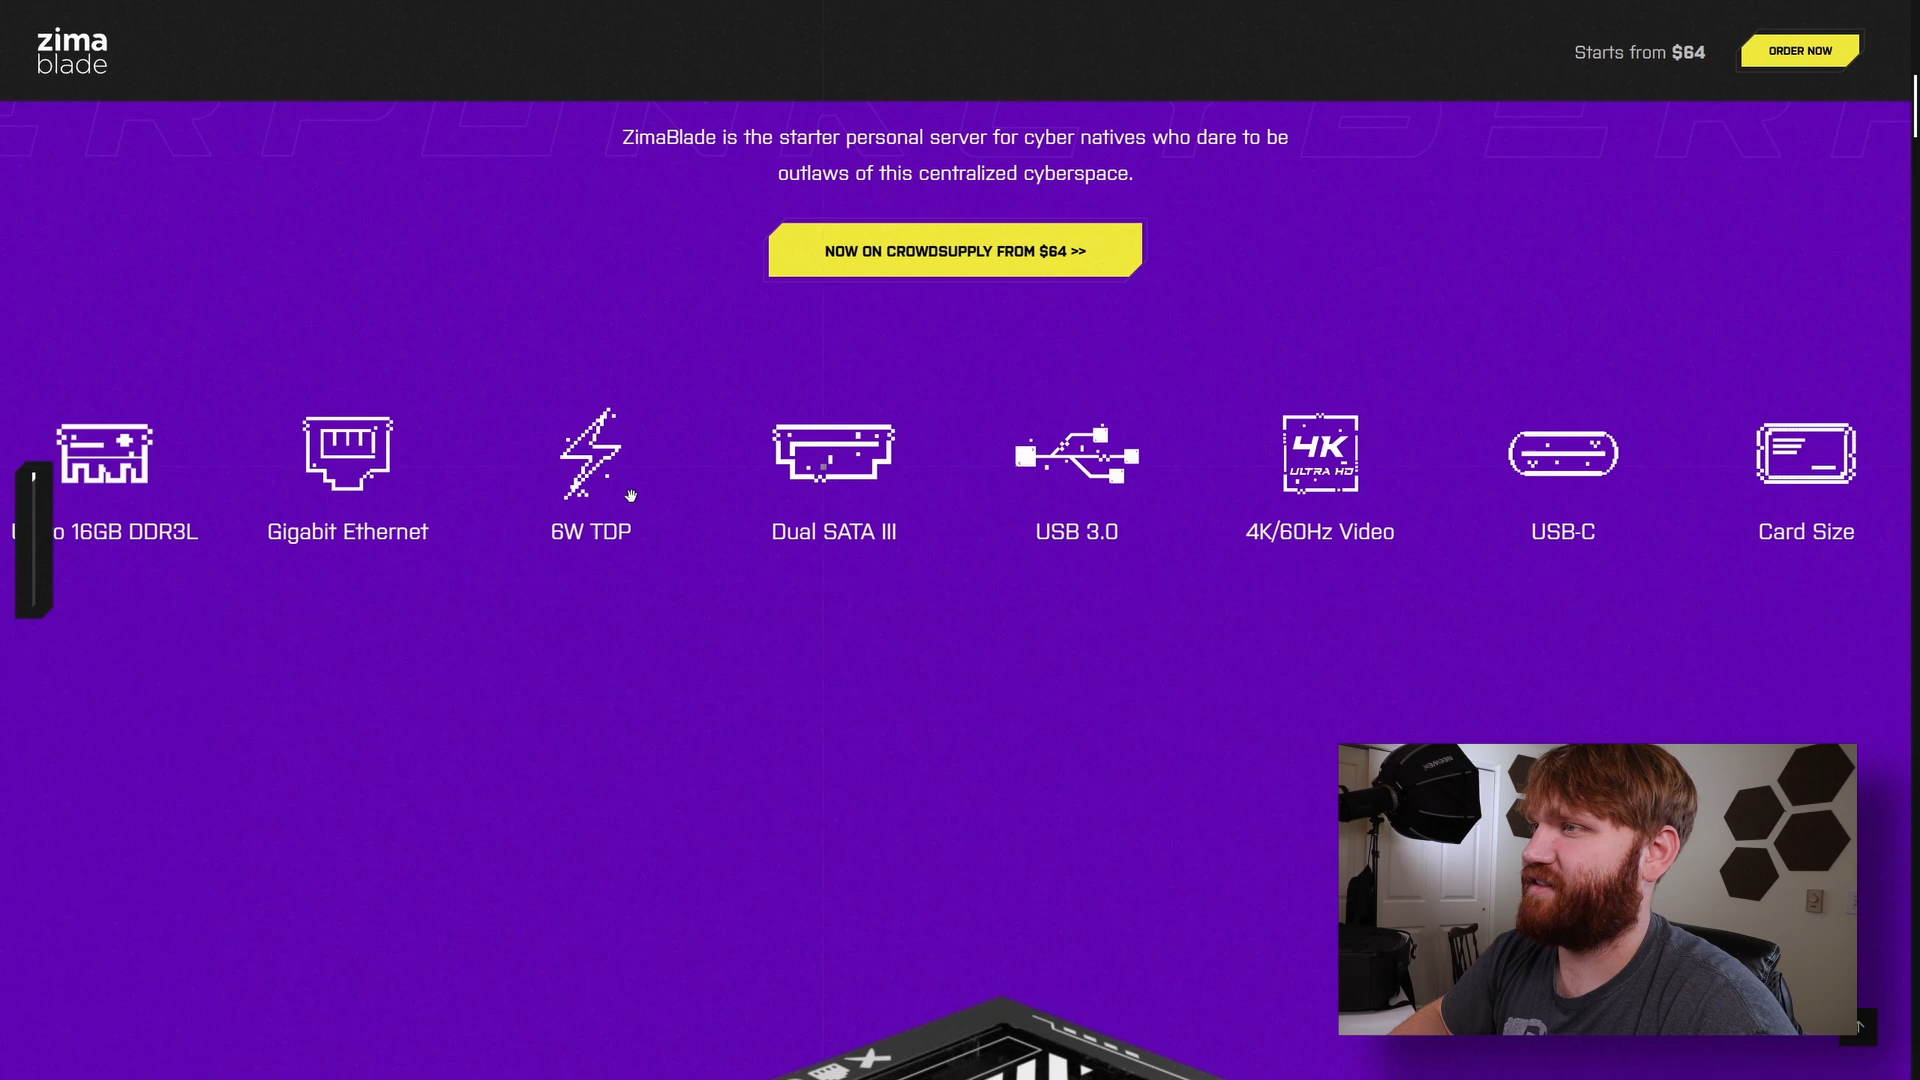 zima
blade
Starts from $64
ORDER NOW
ZimaBlade is the starter personal server for cyber natives who dare to be
outlaws of this centralized cyberspace.
NOW ON CROWDSUPPLY FROM $64 >>
4K
ULTRA HD
16GB DDR3L
Gigabit Ethernet
6W TDP
Dual SATA III
USB 3.0
4K/60Hz Video
USB-C
Card Size
NEEWER